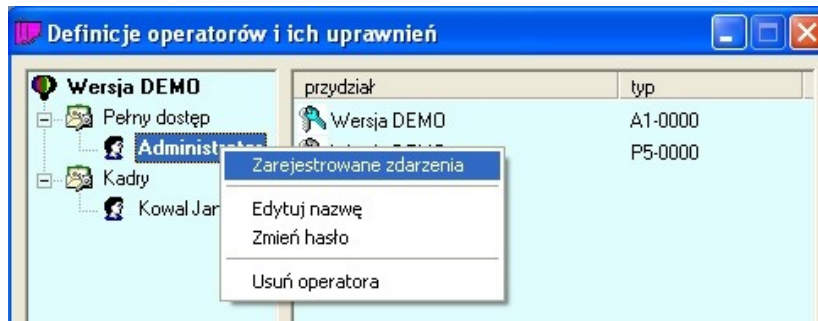 Definicje operatorów i ich uprawnień
Wersja DEMO
przydział typ
Pełny dostęp
Wersja DEMO A1-0000
Administrator
P5-0000
Zarejestrowane zdarzenia
Kadry
Kowal Jan
Edytuj nazwę
Zmień hasło
Usuń operatora